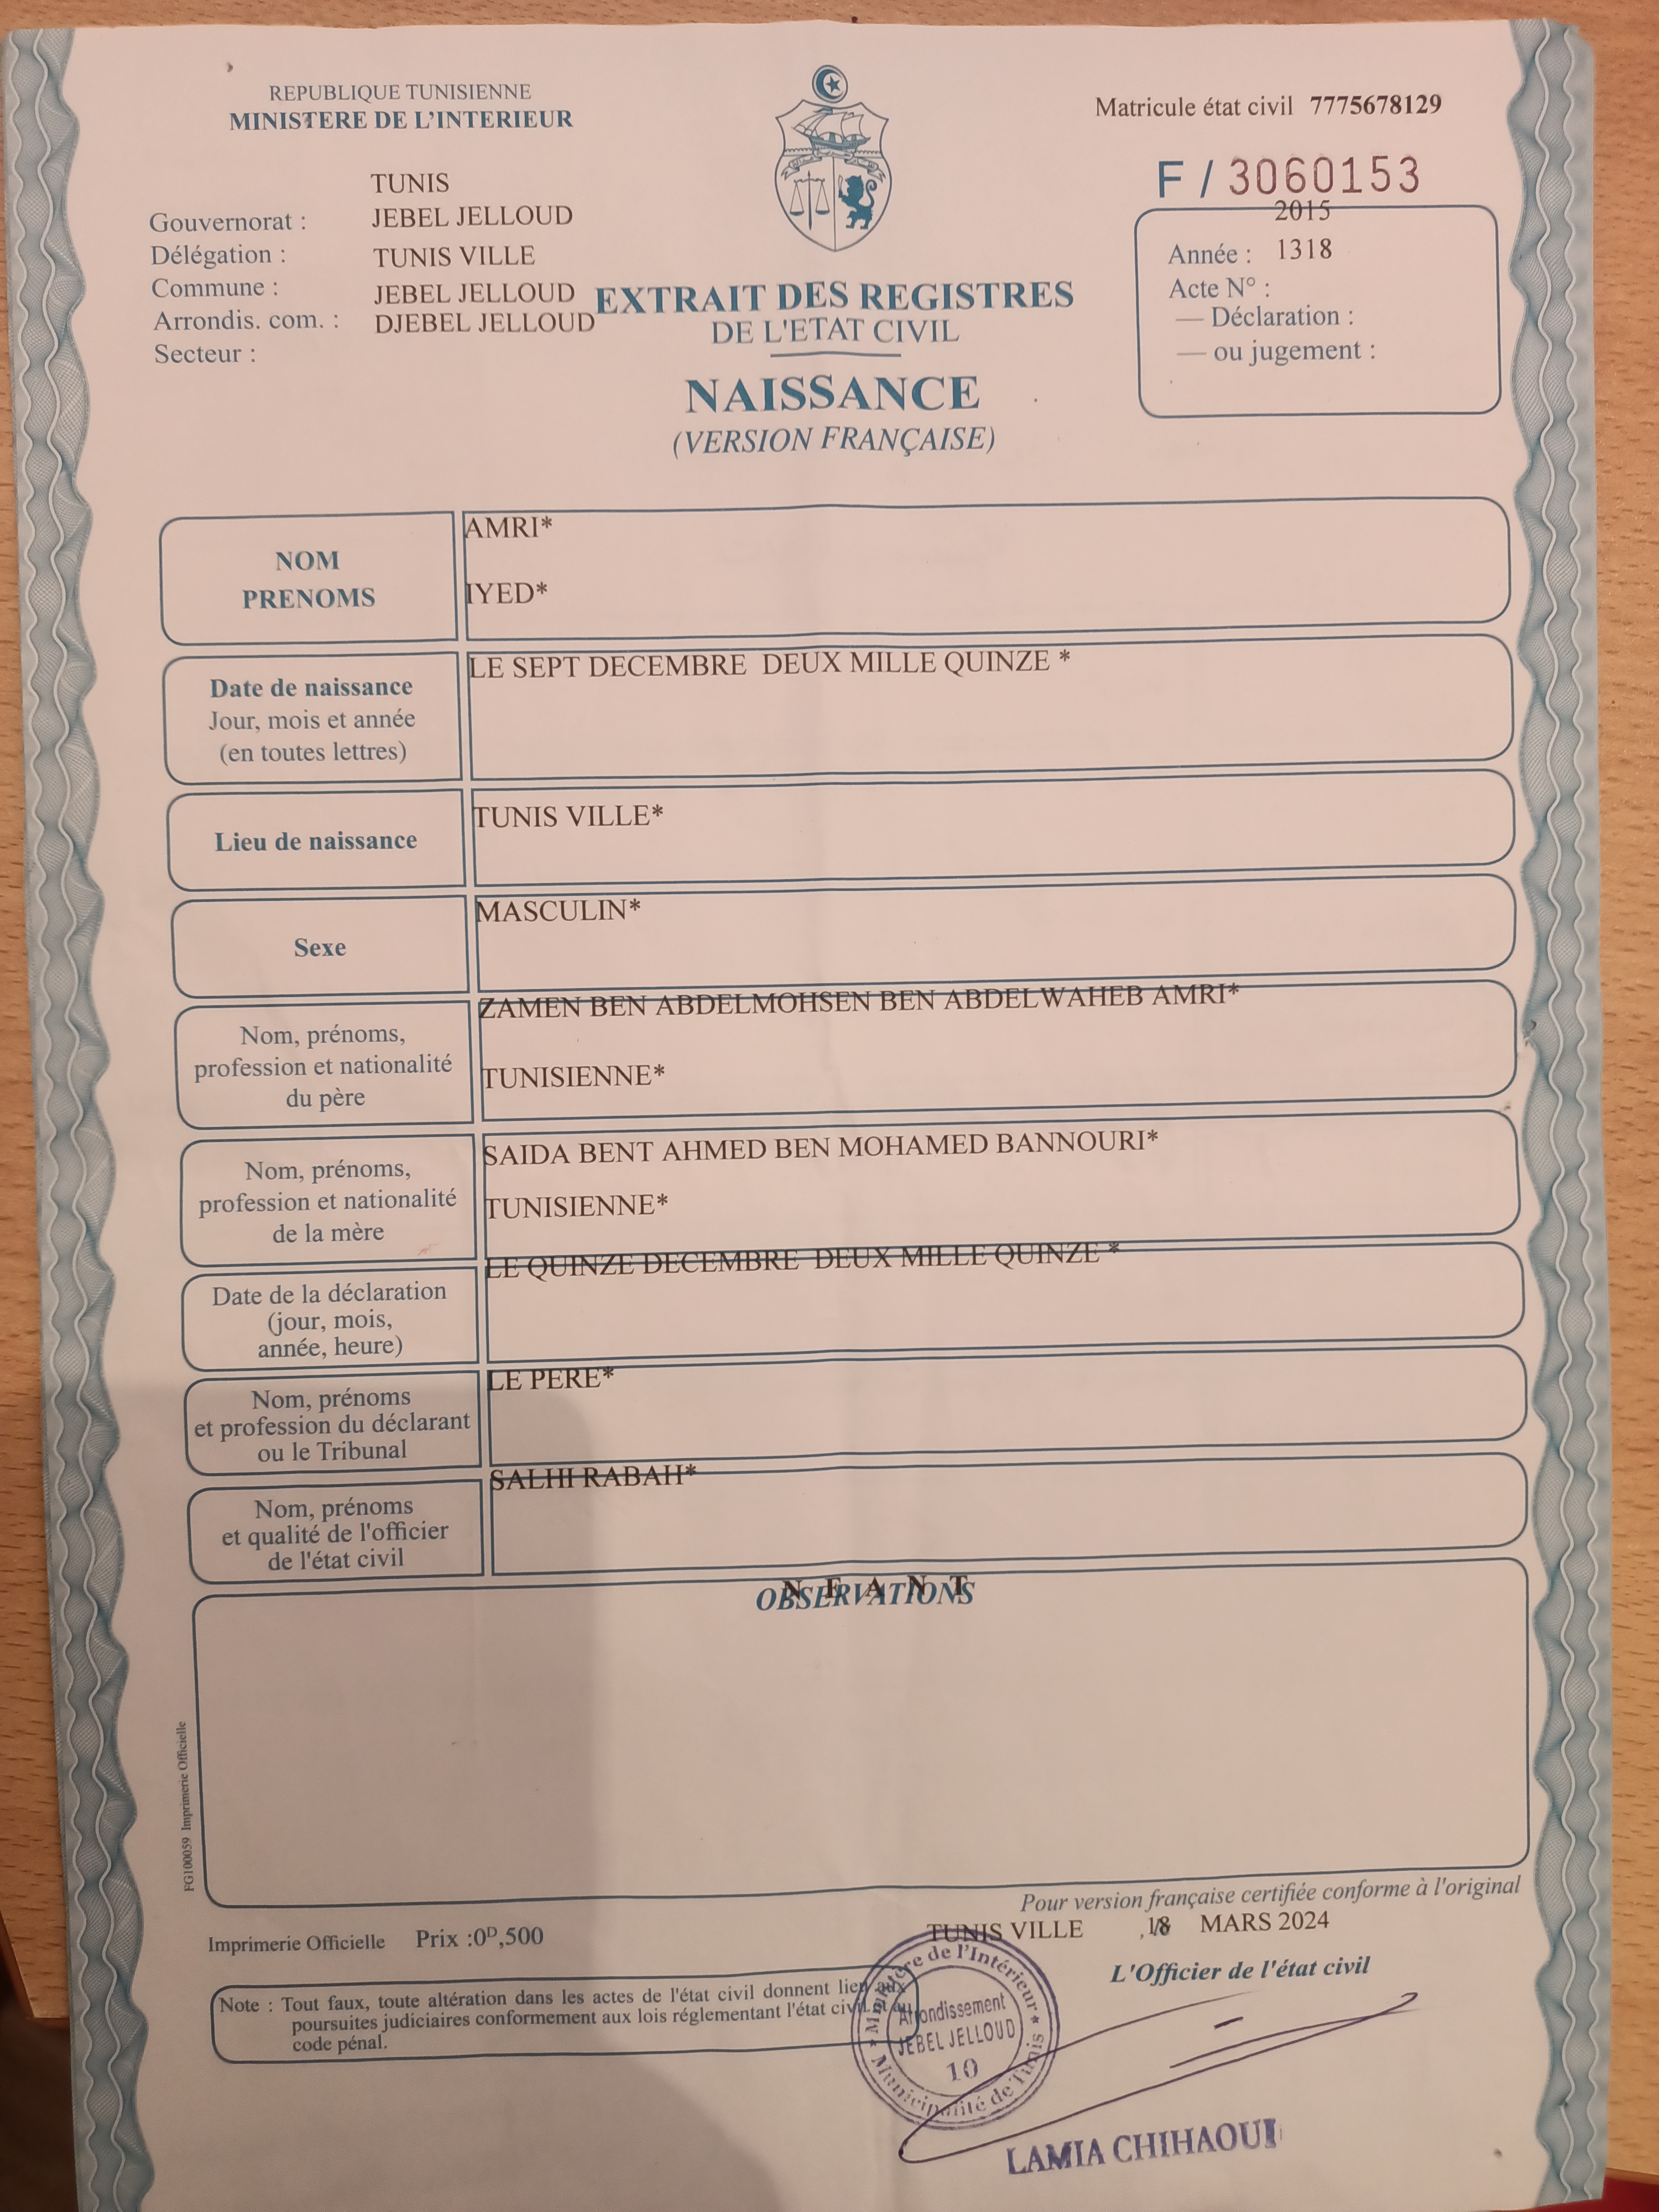 REPUBLIQUE TUNISIENNE
MINISTERE DE L'INTERIEUR
Matricule état civil 7775678129
F / 3060153
TUNIS
Gouvernorat : JEBEL JELLOUD
Délégation : TUNIS VILLE
Commune : JEBEL JELLOUD
Arrondis. com. : DJEBEL JELLOUD
Secteur :
2015
Année : 1318
Acte N° :
— Déclaration :
— ou jugement :
EXTRAIT DES REGISTRES
DE L'ETAT CIVIL
NAISSANCE
(VERSION FRANÇAISE)
NOM
PRENOMS
AMRI*
IYED*
Date de naissance
Jour, mois et année
(en toutes lettres)
LE SEPT DECEMBRE DEUX MILLE QUINZE *
Lieu de naissance
TUNIS VILLE*
Sexe
MASCULIN*
Nom, prénoms,
profession et nationalité
du père
ZAMEN BEN ABDELMOHSEN BEN ABDELWAHEB AMRI*
TUNISIENNE*
Nom, prénoms,
profession et nationalité
de la mère
SAIDA BENT AHMED BEN MOHAMED BANNOURI*
TUNISIENNE*
Date de la déclaration
(jour, mois,
année, heure)
LE QUINZE DECEMBRE DEUX MILLE QUINZE *
Nom, prénoms
et profession du déclarant
ou le Tribunal
LE PERE*
Nom, prénoms
et qualité de l'officier
de l'état civil
SALHI RABAH*
N E A N T
OBSERVATIONS
FG100059 Imprimerie Officielle
Pour version française certifiée conforme à l'original
Imprimerie Officielle Prix :0ᴰ,500
TUNIS VILLE ,18 MARS 2024
L'Officier de l'état civil
Note : Tout faux, toute altération dans les actes de l'état civil donnent lieu aux
poursuites judiciaires conformement aux lois réglementant l'état civil et au
code pénal.
Ministère de l'Intérieur
Arrondissement
JEBEL JELLOUD
10
Municipalité de Tunis
LAMIA CHIHAOUI